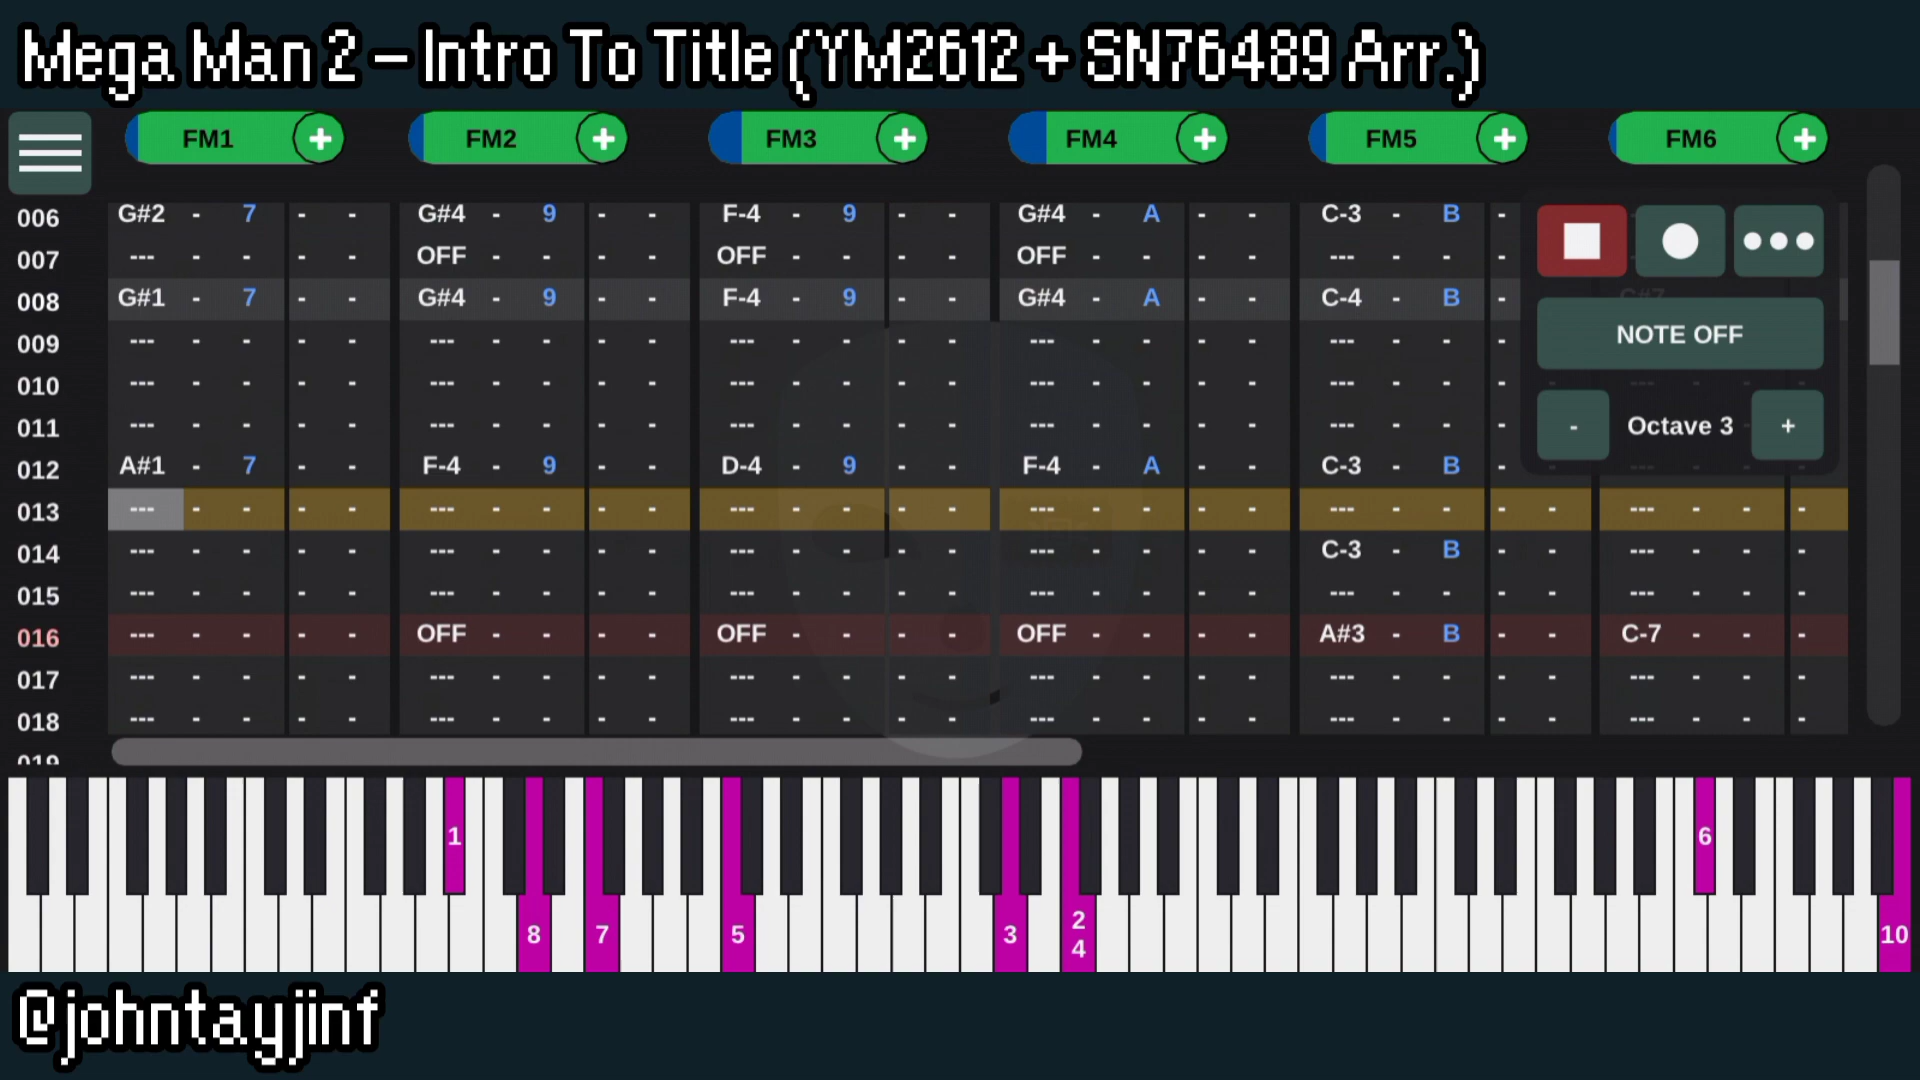 Mega Man 2 – Intro To Title (YM2612 + SN76489 Arr.)
FM1 + FM2 + FM3 + FM4 + FM5 + FM6 +
006 G#2 - 7 - - G#4 - 9 - - F-4 - 9 - - G#4 - A - - C-3 - B -
007 --- - - - - OFF - - - - OFF - - - - OFF - - - - --- - - -
008 G#1 - 7 - - G#4 - 9 - - F-4 - 9 - - G#4 - A - - C-4 - B - C#7
NOTE OFF
009 --- - - - - --- - - - - --- - - - - --- - - - - --- - - -
010 --- - - - - --- - - - - --- - - - - --- - - - - --- - - -
011 --- - - - - --- - - - - --- - - - - --- - - - - --- - - -
- Octave 3 +
012 A#1 - 7 - - F-4 - 9 - - D-4 - 9 - - F-4 - A - - C-3 - B -
013 --- - - - - --- - - - - --- - - - - --- - - - - --- - - - - --- - - -
014 --- - - - - --- - - - - --- - - - - --- - - - - C-3 - B - - --- - - -
015 --- - - - - --- - - - - --- - - - - --- - - - - --- - - - - --- - - -
016 --- - - - - OFF - - - - OFF - - - - OFF - - - - A#3 - B - - C-7 - - -
017 --- - - - - --- - - - - --- - - - - --- - - - - --- - - - - --- - - -
018 --- - - - - --- - - - - --- - - - - --- - - - - --- - - - - --- - - -
019
1 6
8 7 5 3 2 10
4
@johntayjinf